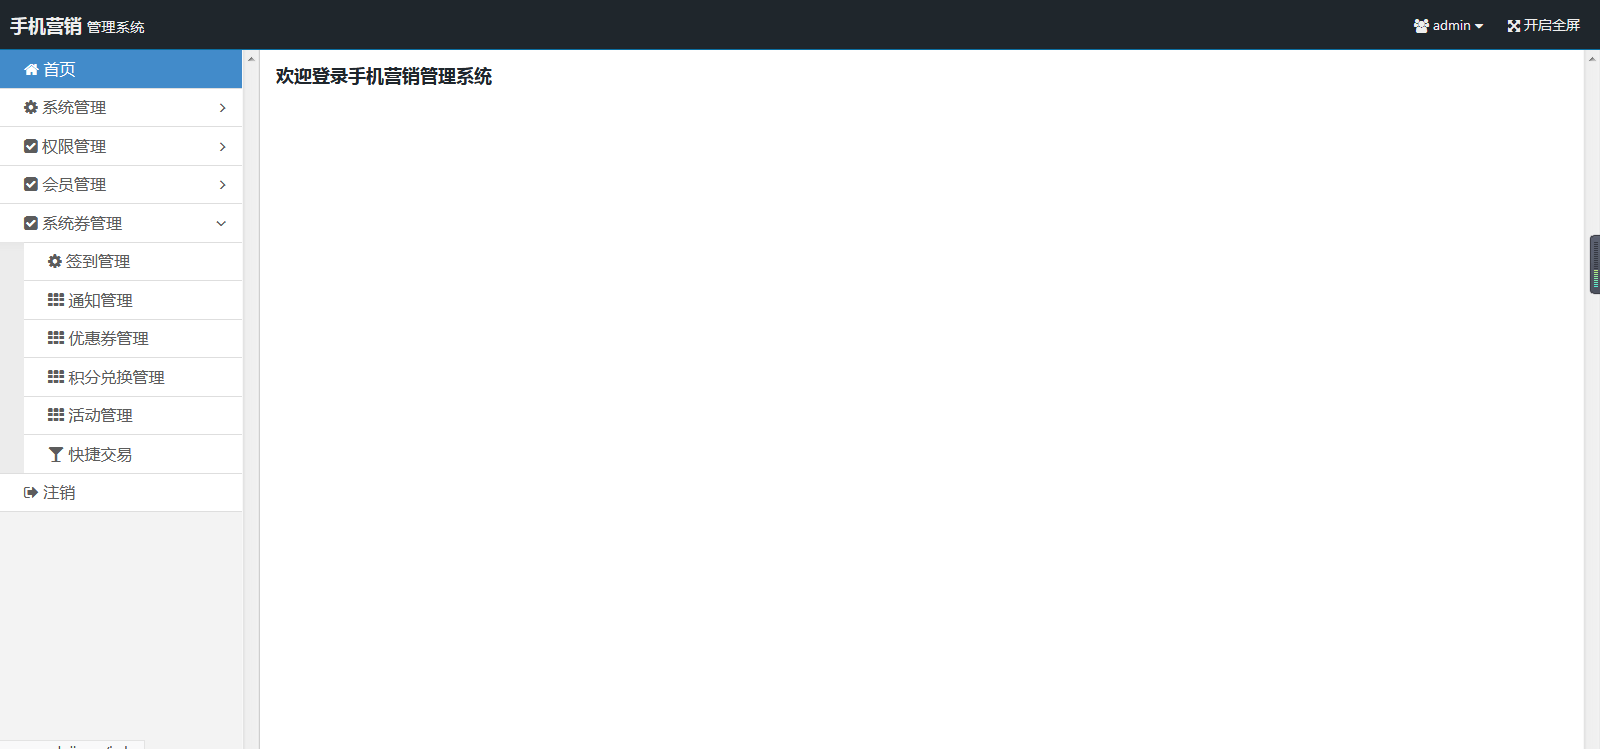 手机营销 管理系统
admin
开启全屏
首页
系统管理
权限管理
会员管理
系统券管理
签到管理
通知管理
优惠券管理
积分兑换管理
活动管理
快捷交易
注销
欢迎登录手机营销管理系统